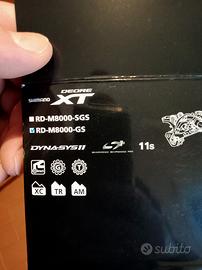 DEORE
SHIMANO XT
RD-M8000-SGS
RD-M8000-GS
DYNA-SYS11
11s
XC TR AM
subito